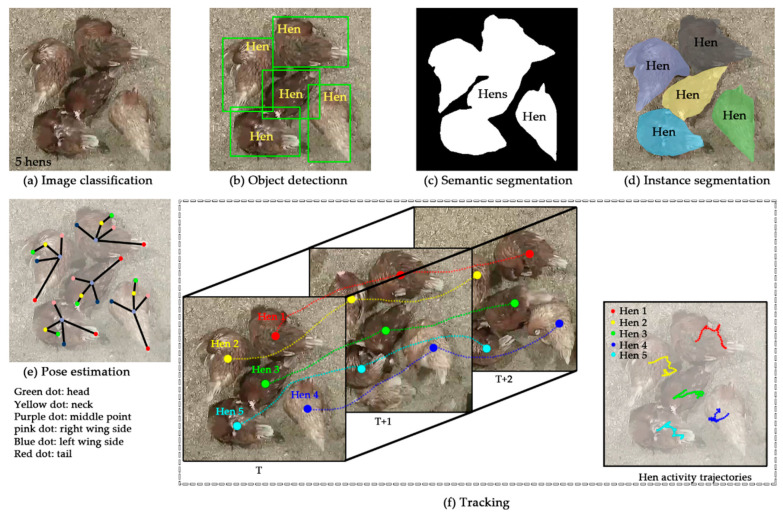 5 hens
(a) Image classification
Hen
Hen
Hen
Hen
Hen
(b) Object detectionn
Hens
Hen
(c) Semantic segmentation
Hen
Hen
Hen
Hen
Hen
(d) Instance segmentation
(e) Pose estimation
Green dot: head
Yellow dot: neck
Purple dot: middle point
pink dot: right wing side
Blue dot: left wing side
Red dot: tail
Hen 1
Hen 2
Hen 3
Hen 4
Hen 5
T
T+1
T+2
Hen 1
Hen 2
Hen 3
Hen 4
Hen 5
Hen activity trajectories
(f) Tracking